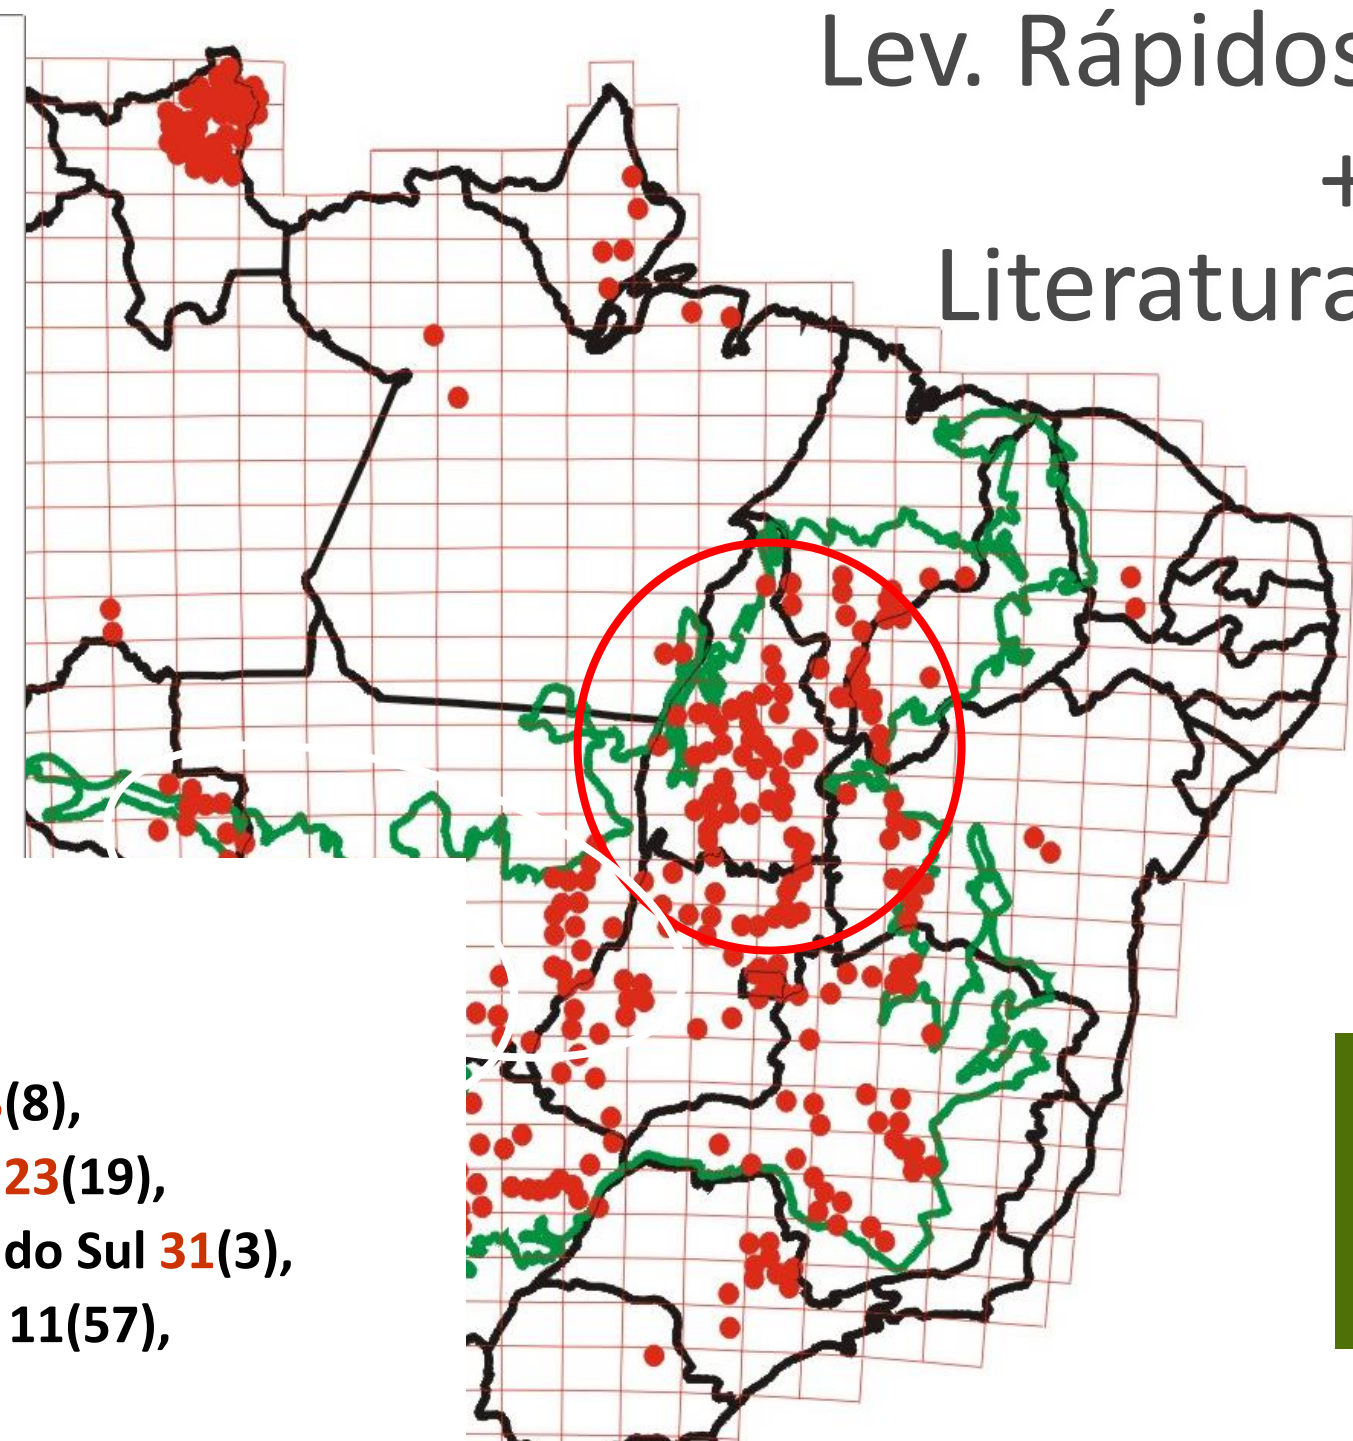 Lev. Rápidos
+
Literatura
(8),
23(19),
do Sul 31(3),
11(57),